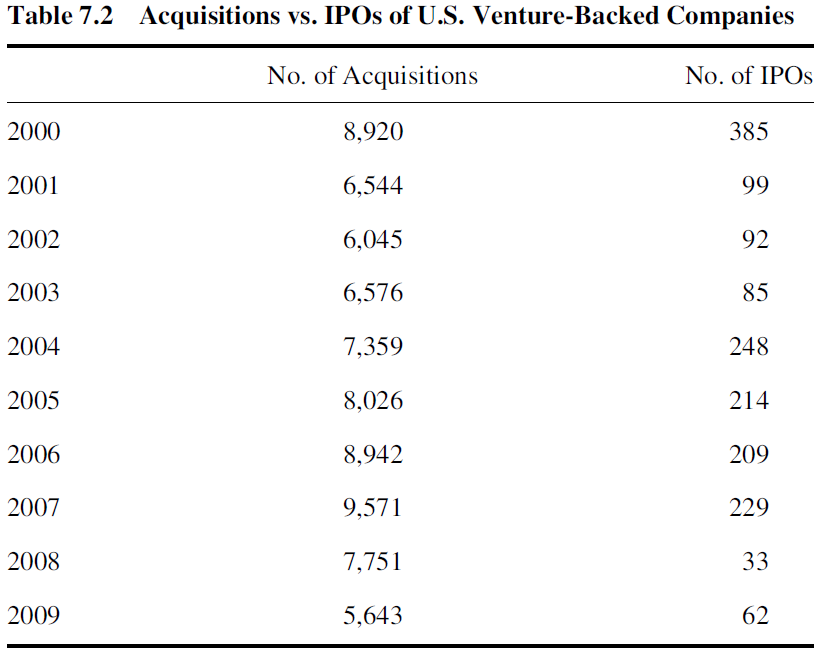 Table 7.2 Acquisitions vs. IPOs of U.S. Venture-Backed Companies
No. of Acquisitions No. of IPOs
2000 8,920 385
2001 6,544 99
2002 6,045 92
2003 6,576 85
2004 7,359 248
2005 8,026 214
2006 8,942 209
2007 9,571 229
2008 7,751 33
2009 5,643 62